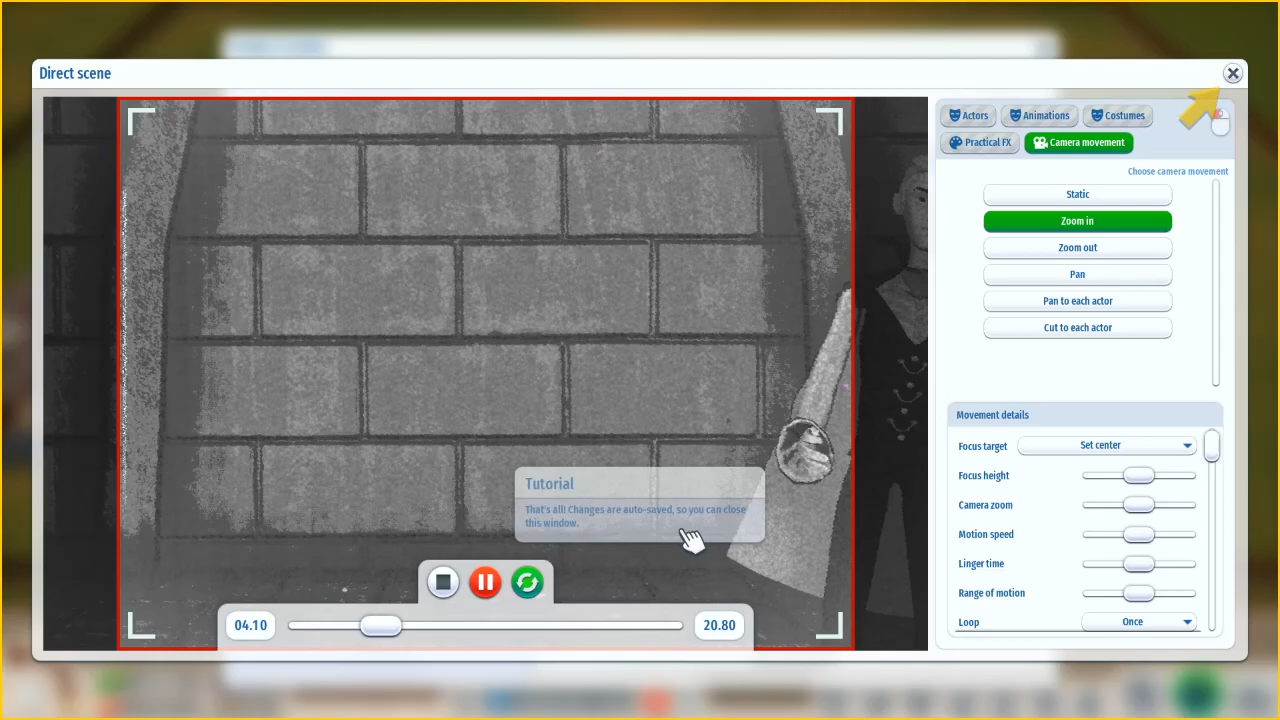 Direct scene
Actors
Animations
Costumes
Practical FX
Camera movement
Choose camera movement
Static
Zoom in
Zoom out
Pan
Pan to each actor
Cut to each actor
Movement details
Focus target
Set center
Focus height
Camera zoom
Motion speed
Linger time
Range of motion
Loop
Once
Tutorial
That's all! Changes are auto-saved, so you can close
this window.
04.10
20.80